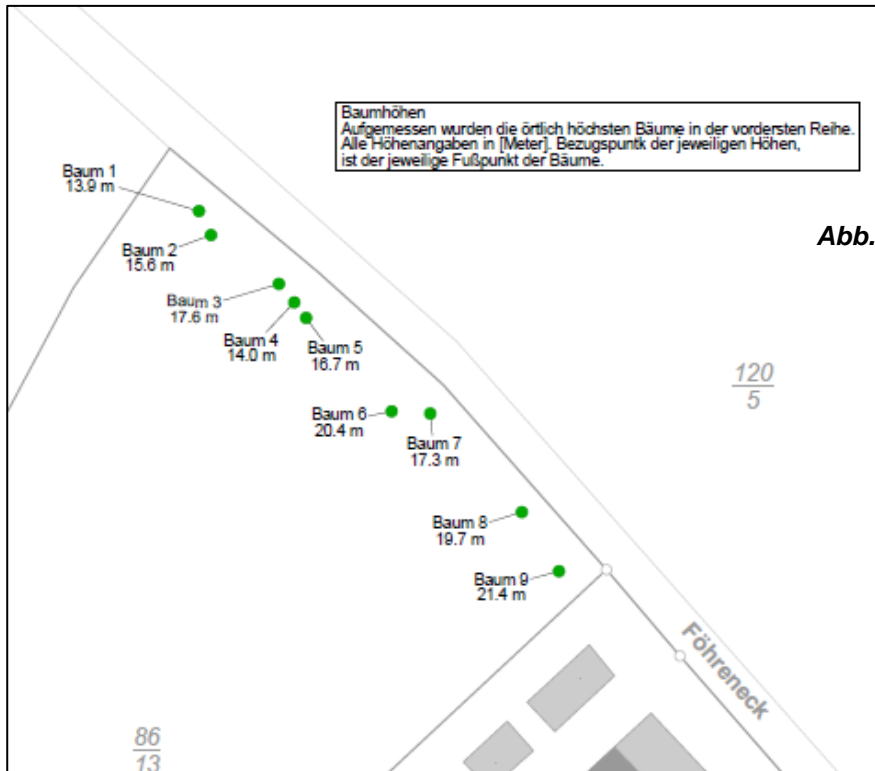 Baumhöhen
Aufgemessen wurden die örtlich höchsten Bäume in der vordersten Reihe.
Alle Höhenangaben in [Meter]. Bezugspuntk der jeweiligen Höhen,
ist der jeweilige Fußpunkt der Bäume.
Baum 1
13.9 m
Abb.
Baum 2
15.6 m
Baum 3
17.6 m
Baum 4
14.0 m
Baum 5
16.7 m
120
5
Baum 6
20.4 m
Baum 7
17.3 m
Baum 8
19.7 m
Baum 9
21.4 m
Föhreneck
86
13